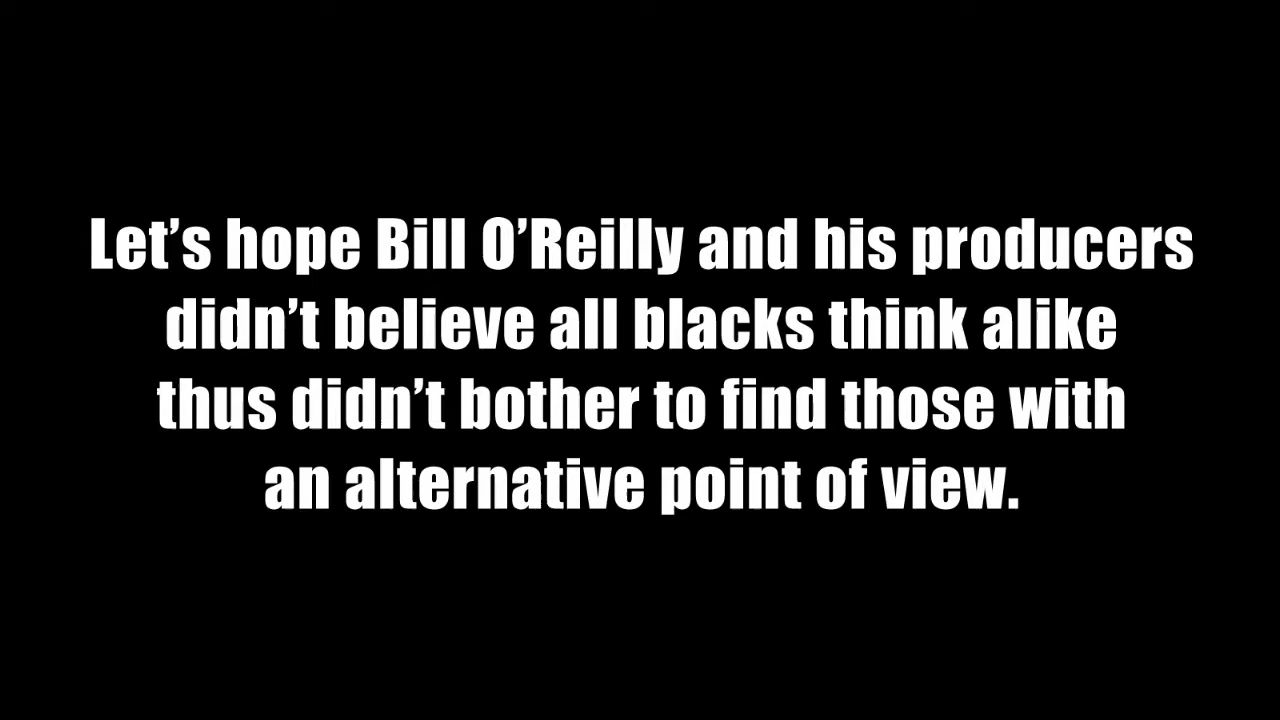 Let’s hope Bill O’Reilly and his producers
didn’t believe all blacks think alike
thus didn’t bother to find those with
an alternative point of view.